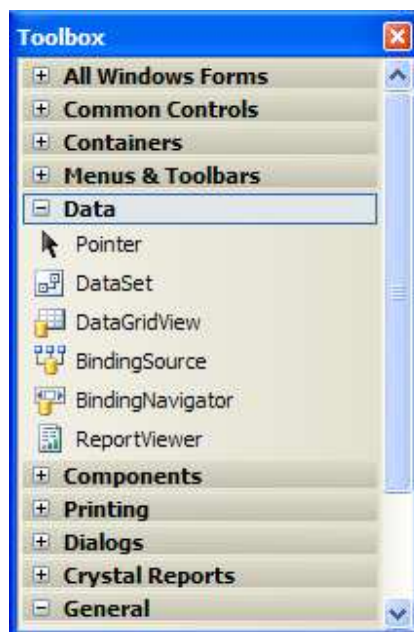 Toolbox
All Windows Forms
Common Controls
Containers
Menus & Toolbars
Data
Pointer
DataSet
DataGridView
BindingSource
BindingNavigator
ReportViewer
Components
Printing
Dialogs
Crystal Reports
General